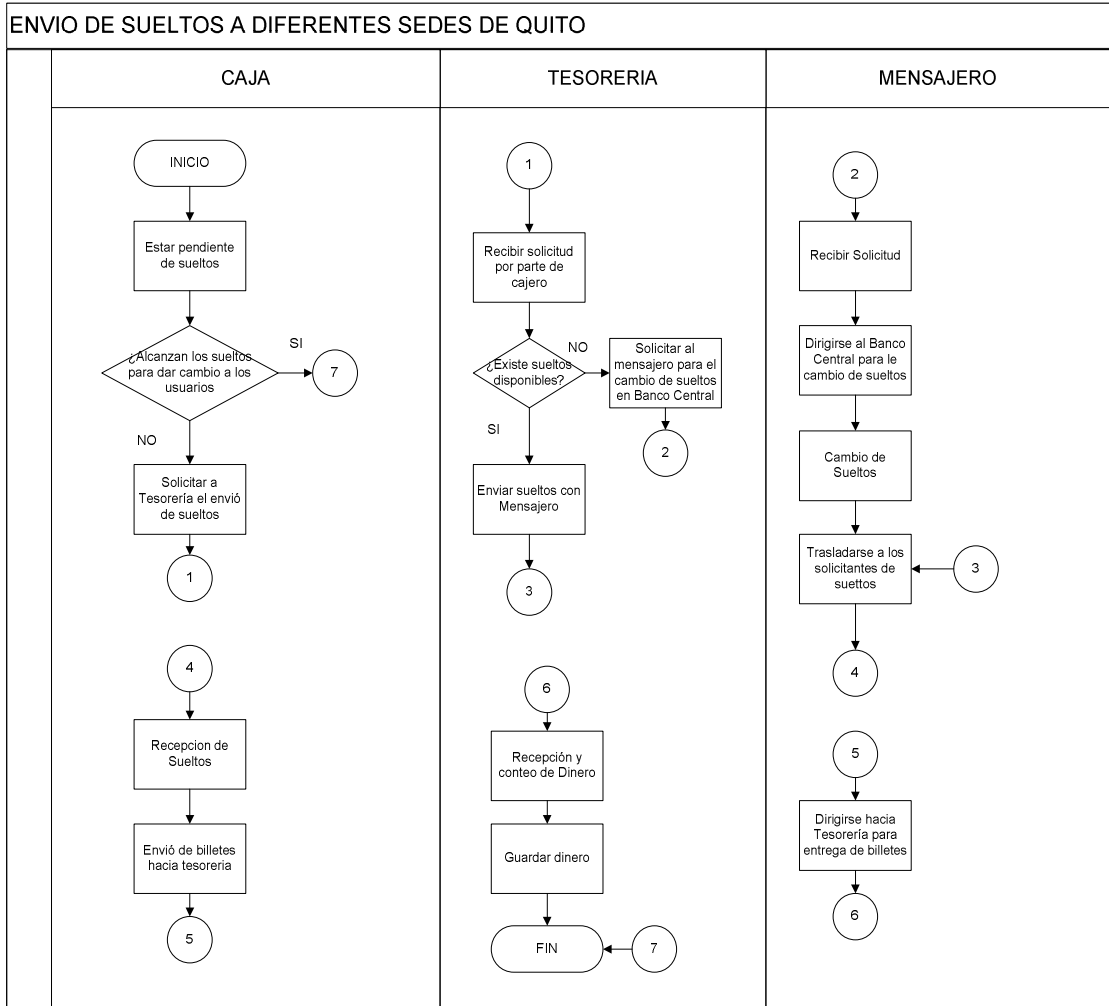 ENVIO DE SUELTOS A DIFERENTES SEDES DE QUITO
CAJA
TESORERIA
MENSAJERO
INICIO
Estar pendiente
de sueltos
¿Alcanzan los sueltos
para dar cambio a los
usuarios
SI
7
NO
Solicitar a
Tesorería el envió
de sueltos
1
4
Recepcion de
Sueltos
Envió de billetes
hacia tesoreria
5
1
Recibir solicitud
por parte de
cajero
¿Existe sueltos
disponibles?
NO
Solicitar al
mensajero para el
cambio de sueltos
en Banco Central
2
SI
Enviar sueltos con
Mensajero
3
6
Recepción y
conteo de Dinero
Guardar dinero
FIN
7
2
Recibir Solicitud
Dirigirse al Banco
Central para le
cambio de sueltos
Cambio de
Sueltos
Trasladarse a los
solicitantes de
suettos
3
4
5
Dirigirse hacia
Tesorería para
entrega de billetes
6